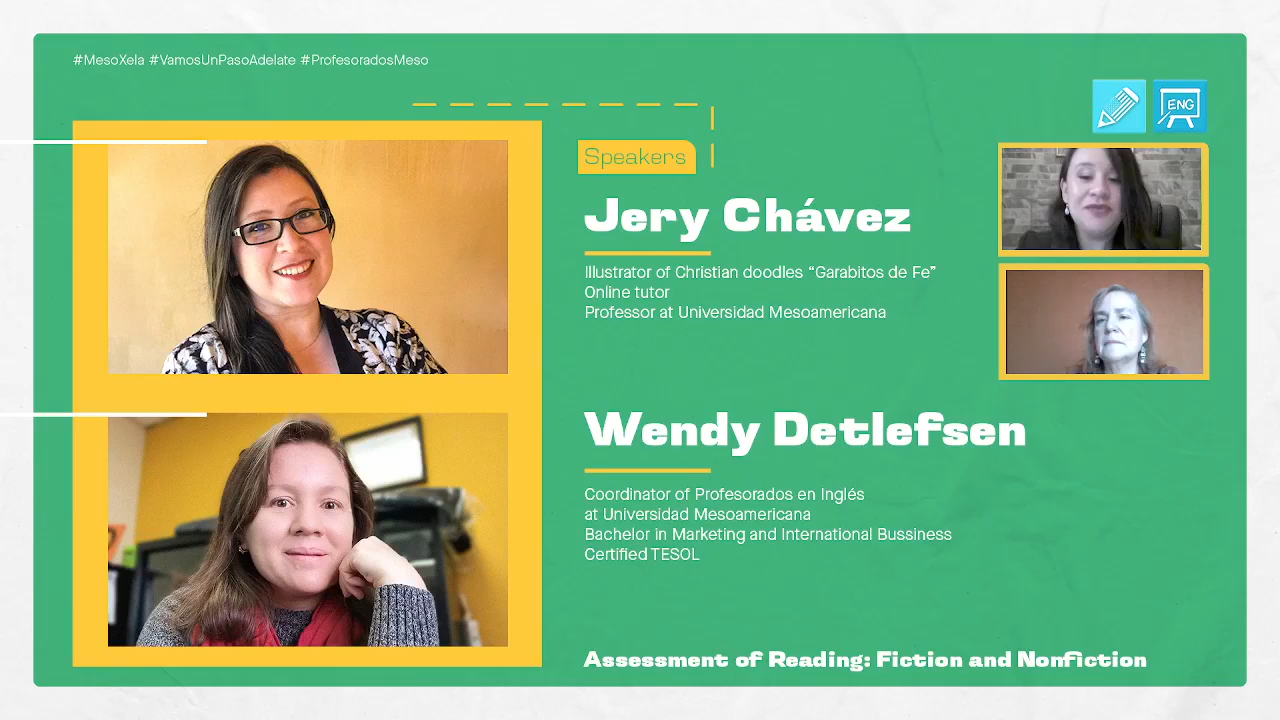 #MesoXela #VamosUnPasoAdelate #ProfesoradosMeso
ENG
Speakers
Jery Chávez
Illustrator of Christian doodles “Garabitos de Fe”
Online tutor
Professor at Universidad Mesoamericana
Wendy Detlefsen
Coordinator of Profesorados en Inglés
at Universidad Mesoamericana
Bachelor in Marketing and International Bussiness
Certified TESOL
Assessment of Reading: Fiction and Nonfiction